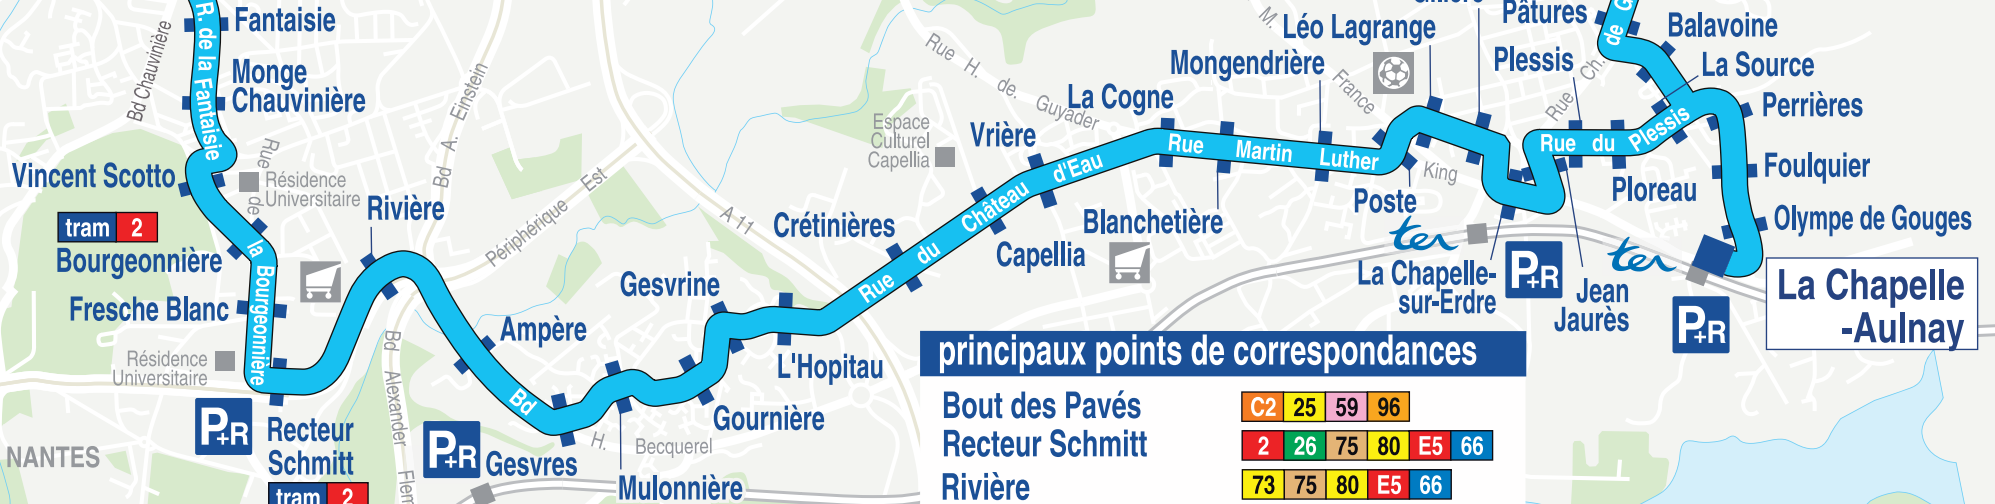 Fantaisie
R. de la Fantaisie
Bd Chauvinière
Monge
Chauvinière
Vincent Scotto
Rue de
la Bourgeonnière
Résidence
Universitaire
tram 2
Bourgeonnière
Fresche Blanc
Résidence
Universitaire
P+R
Recteur
Schmitt
tram 2
NANTES
Rivière
Bd A. Einstein
Périphérique Est
Bd Alexander Flem
P+R
Gesvres
Ampère
Bd
H. Becquerel
Mulonnière
Gesvrine
Gournière
L'Hopitau
A 11
Crétinières
Rue du Château d'Eau
Espace
Culturel
Capellia
Vrière
Capellia
Rue H. de. Guyader
La Cogne
Blanchetière
Mongendrière
Rue Martin Luther
King
Léo Lagrange
M.
France
Poste
ter
La Chapelle-
sur-Erdre
P+R
Pâtures
Plessis
Rue Ch.
de G
Rue du Plessis
Jean
Jaurès
Ploreau
Balavoine
La Source
Perrières
Foulquier
Olympe de Gouges
ter
P+R
La Chapelle
-Aulnay
principaux points de correspondances
Bout des Pavés C2 25 59 96
Recteur Schmitt 2 26 75 80 E5 66
Rivière 73 75 80 E5 66